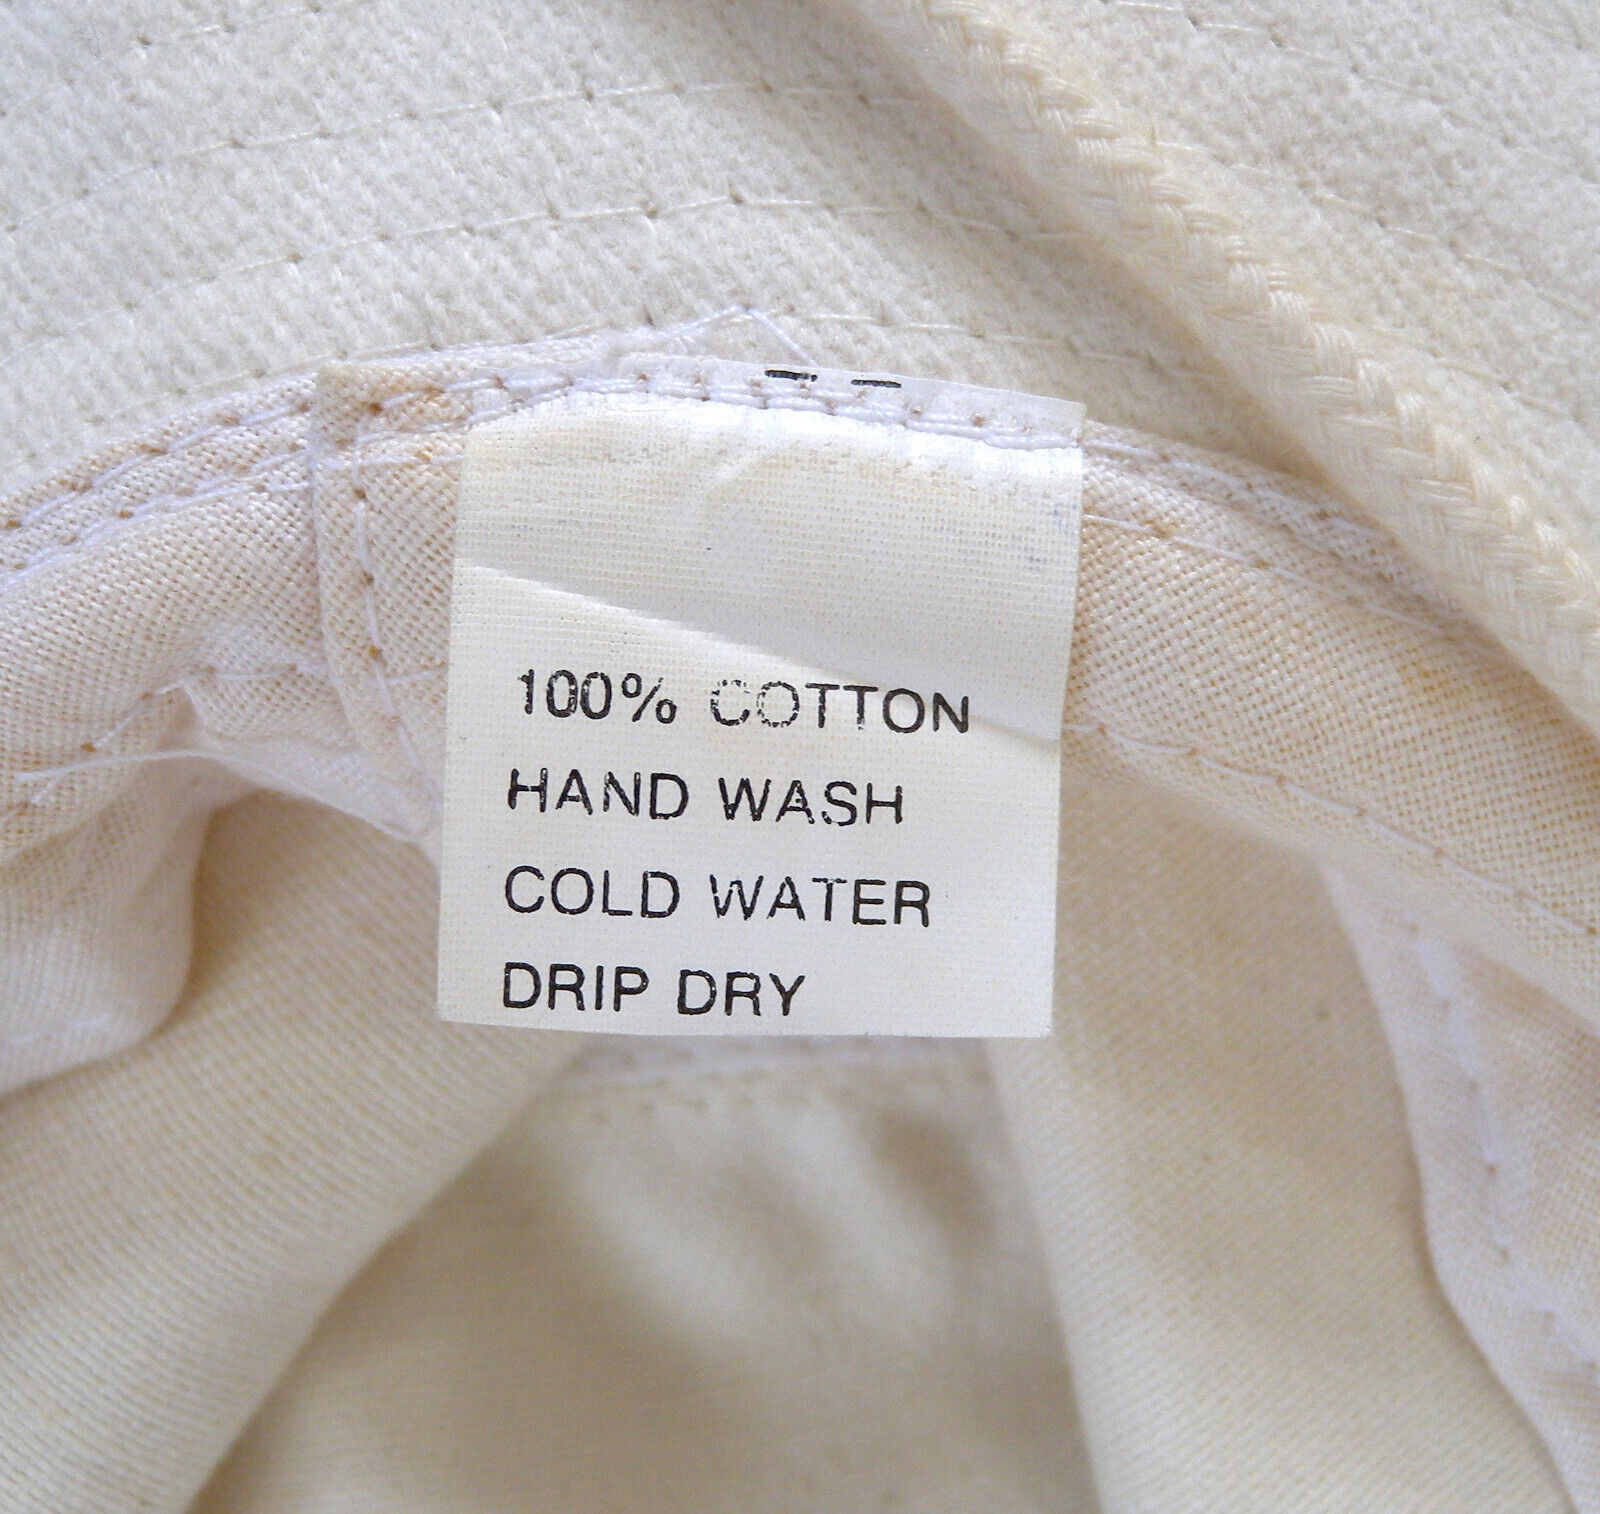 100% COTTON
HAND WASH
COLD WATER
DRIP DRY